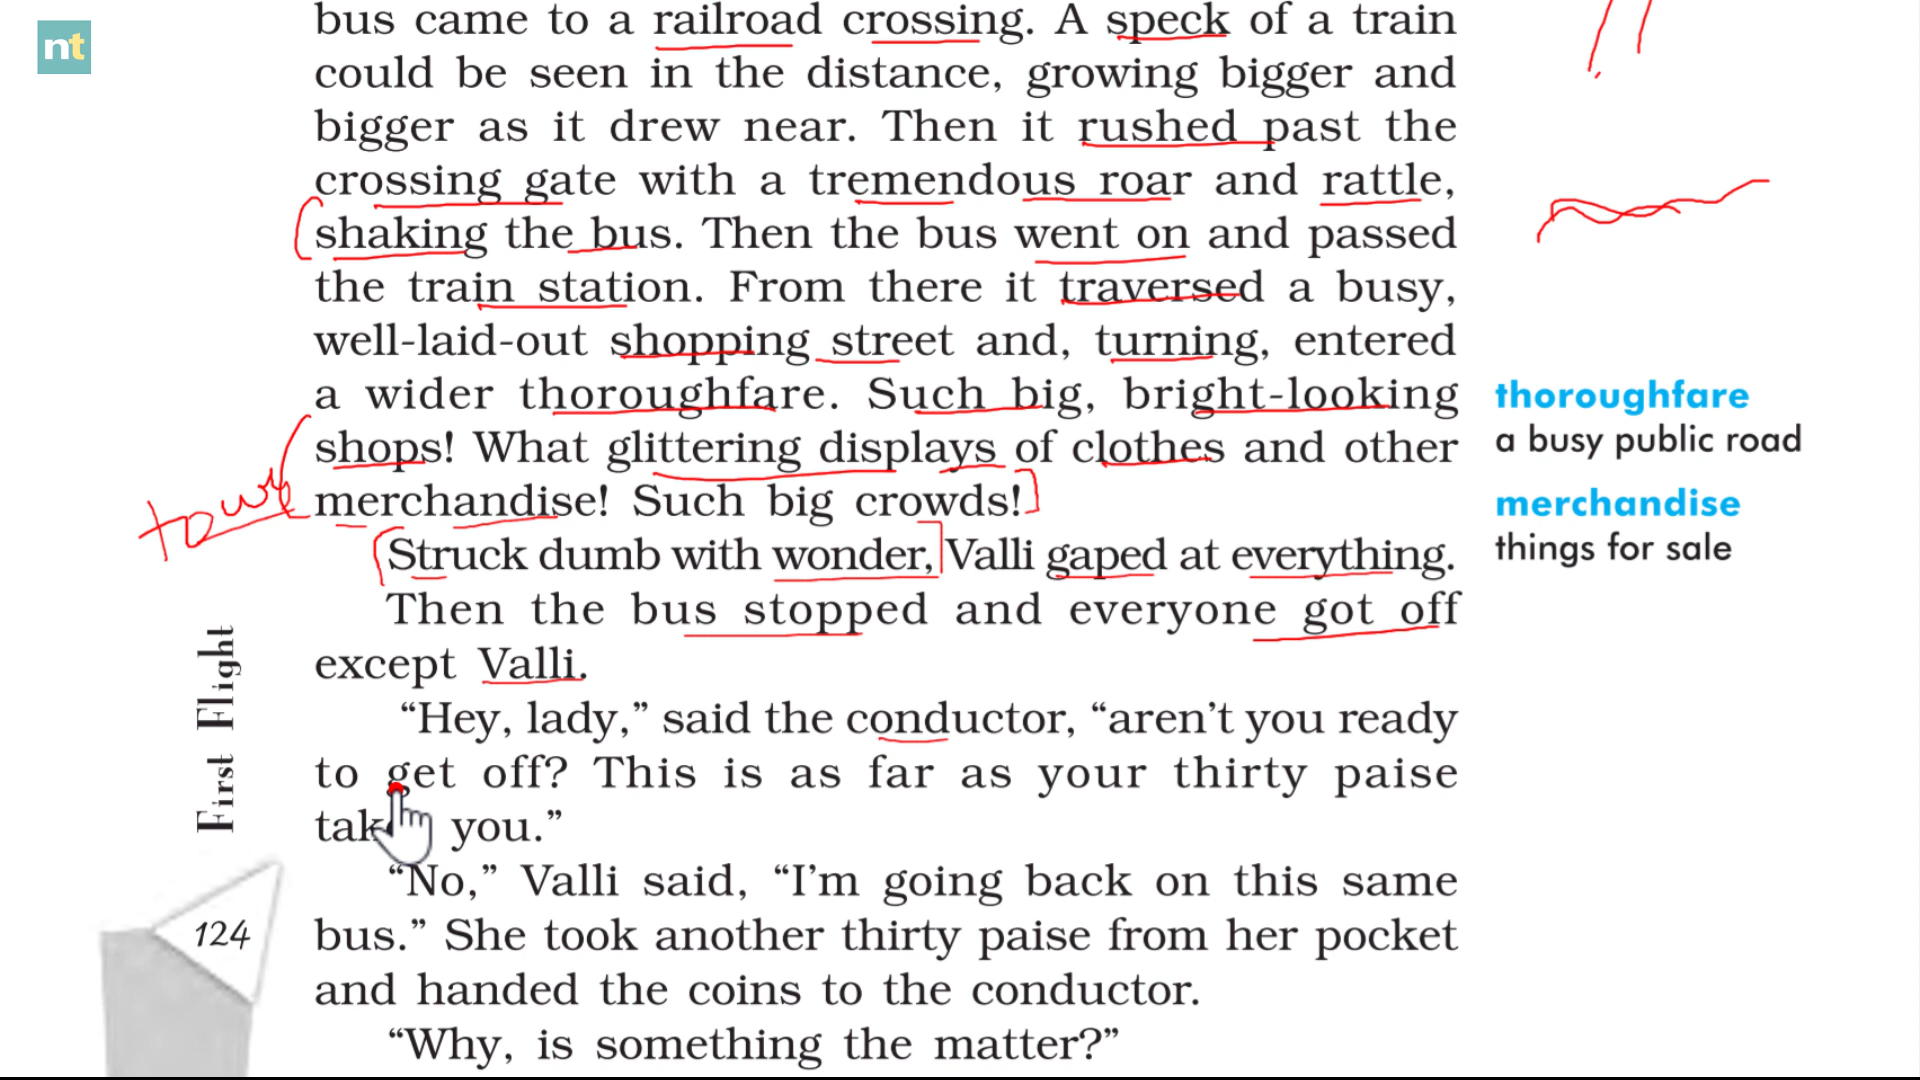 nt
bus came to a railroad crossing. A speck of a train
could be seen in the distance, growing bigger and
bigger as it drew near. Then it rushed past the
crossing gate with a tremendous roar and rattle,
shaking the bus. Then the bus went on and passed
the train station. From there it traversed a busy,
well-laid-out shopping street and, turning, entered
a wider thoroughfare. Such big, bright-looking
shops! What glittering displays of clothes and other
merchandise! Such big crowds!
Struck dumb with wonder, Valli gaped at everything.
Then the bus stopped and everyone got off
except Valli.
“Hey, lady,” said the conductor, “aren’t you ready
to get off? This is as far as your thirty paise
you.”
“No,” Valli said, “I’m going back on this same
bus.” She took another thirty paise from her pocket
and handed the coins to the conductor.
“Why, is something the matter?”
thoroughfare
a busy public road
merchandise
things for sale
First Flight
124